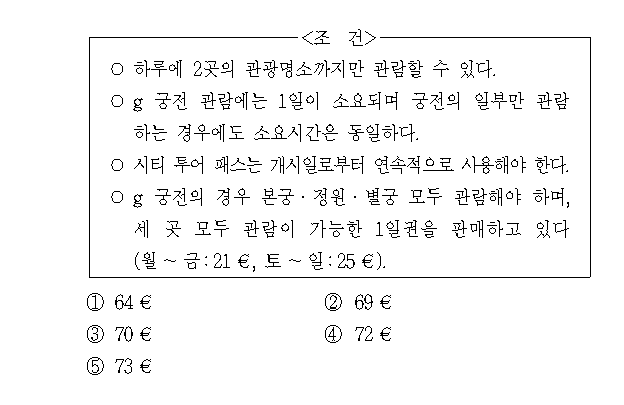 <조 건>
○ 하루에 2곳의 관광명소까지만 관람할 수 있다.
○ g 궁전 관람에는 1일이 소요되며 궁전의 일부만 관람
하는 경우에도 소요시간은 동일하다.
○ 시티 투어 패스는 개시일로부터 연속적으로 사용해야 한다.
○ g 궁전의 경우 본궁·정원·별궁 모두 관람해야 하며,
세 곳 모두 관람이 가능한 1일권을 판매하고 있다
(월 ~ 금:21 €, 토 ~ 일:25 €).
① 64 € ② 69 €
③ 70 € ④ 72 €
⑤ 73 €